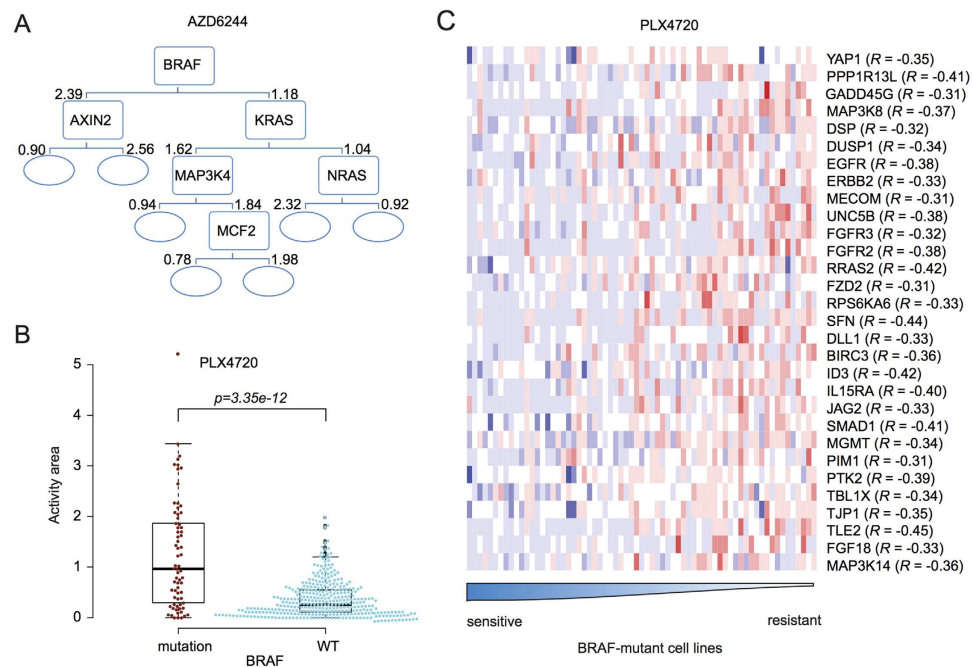 A
AZD6244
BRAF
2.39 1.18
AXIN2 KRAS
0.90 2.56 1.62 1.04
MAP3K4 NRAS
0.94 1.84 2.32 0.92
MCF2
0.78 1.98
B
PLX4720
p=3.35e-12
Activity area
5
4
3
2
1
0
mutation WT
BRAF
C
PLX4720
YAP1 (R = -0.35)
PPP1R13L (R = -0.41)
GADD45G (R = -0.31)
MAP3K8 (R = -0.37)
DSP (R = -0.32)
DUSP1 (R = -0.34)
EGFR (R = -0.38)
ERBB2 (R = -0.33)
MECOM (R = -0.31)
UNC5B (R = -0.38)
FGFR3 (R = -0.32)
FGFR2 (R = -0.38)
RRAS2 (R = -0.42)
FZD2 (R = -0.31)
RPS6KA6 (R = -0.33)
SFN (R = -0.44)
DLL1 (R = -0.33)
BIRC3 (R = -0.36)
ID3 (R = -0.42)
IL15RA (R = -0.40)
JAG2 (R = -0.33)
SMAD1 (R = -0.41)
MGMT (R = -0.34)
PIM1 (R = -0.31)
PTK2 (R = -0.39)
TBL1X (R = -0.34)
TJP1 (R = -0.35)
TLE2 (R = -0.45)
FGF18 (R = -0.33)
MAP3K14 (R = -0.36)
sensitive resistant
BRAF-mutant cell lines